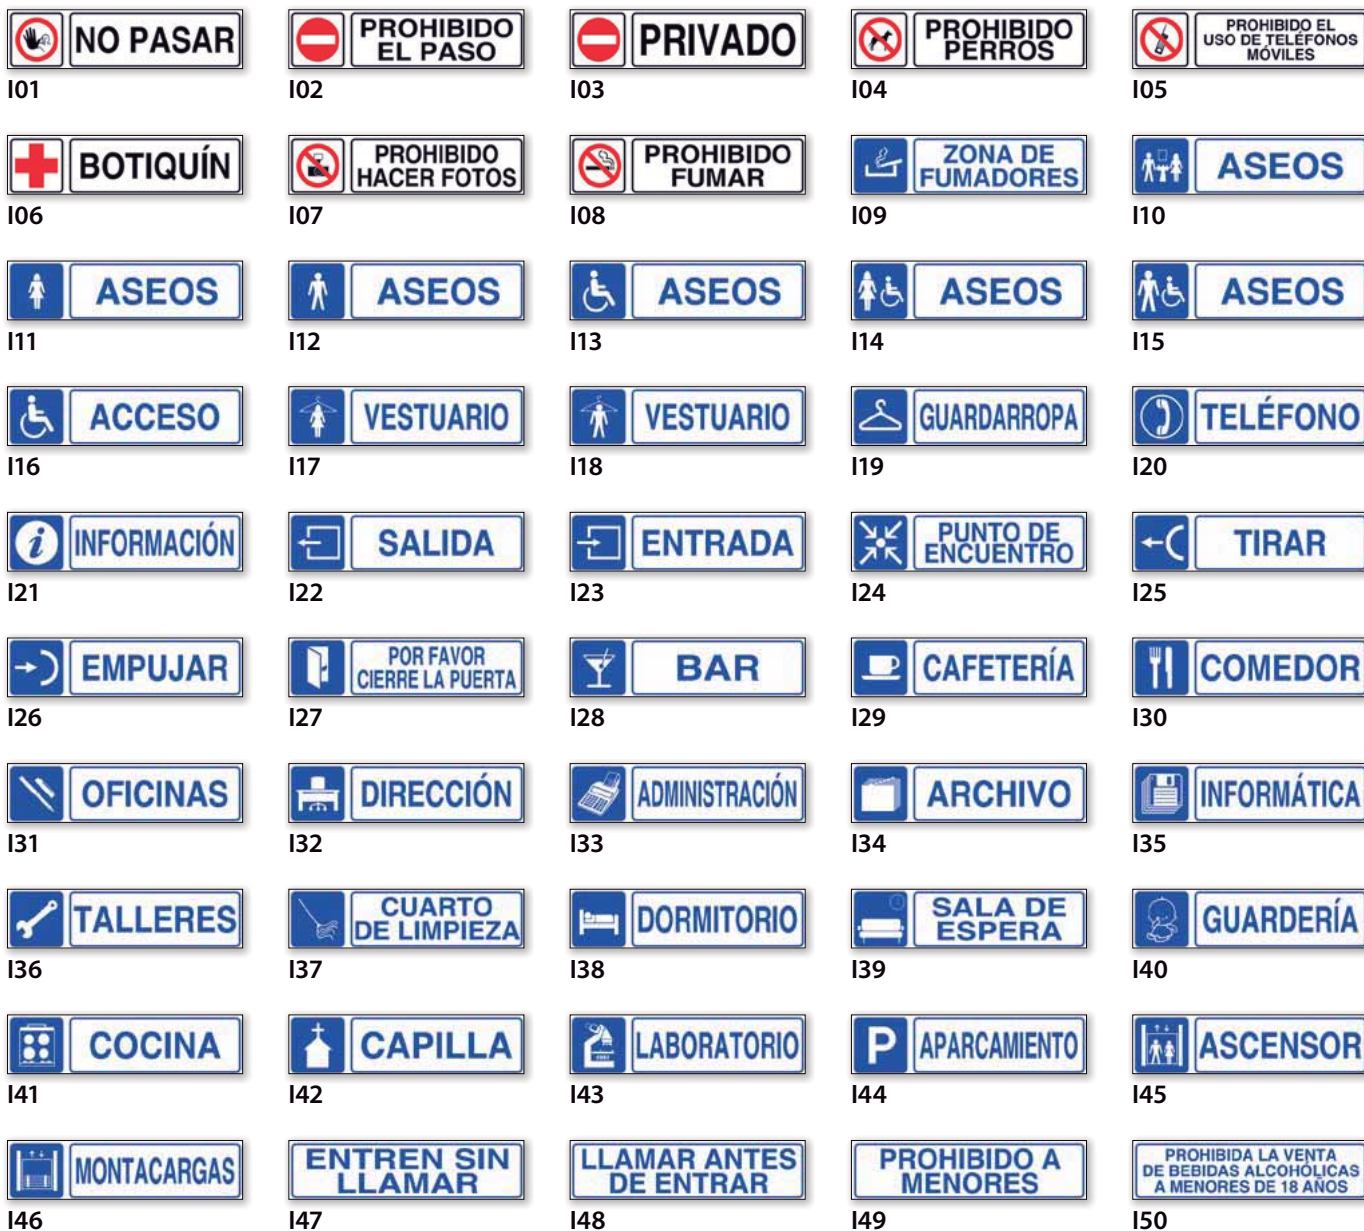 NO PASAR
I01
PROHIBIDO
EL PASO
I02
PRIVADO
I03
PROHIBIDO
PERROS
I04
PROHIBIDO EL
USO DE TELÉFONOS
MÓVILES
I05
BOTIQUÍN
I06
PROHIBIDO
HACER FOTOS
I07
PROHIBIDO
FUMAR
I08
ZONA DE
FUMADORES
I09
ASEOS
I10
ASEOS
I11
ASEOS
I12
ASEOS
I13
ASEOS
I14
ASEOS
I15
ACCESO
I16
VESTUARIO
I17
VESTUARIO
I18
GUARDARROPA
I19
TELÉFONO
I20
i INFORMACIÓN
I21
SALIDA
I22
ENTRADA
I23
PUNTO DE
ENCUENTRO
I24
TIRAR
I25
EMPUJAR
I26
POR FAVOR
CIERRE LA PUERTA
I27
BAR
I28
CAFETERÍA
I29
COMEDOR
I30
OFICINAS
I31
DIRECCIÓN
I32
ADMINISTRACIÓN
I33
ARCHIVO
I34
INFORMÁTICA
I35
TALLERES
I36
CUARTO
DE LIMPIEZA
I37
DORMITORIO
I38
SALA DE
ESPERA
I39
GUARDERÍA
I40
COCINA
I41
CAPILLA
I42
LABORATORIO
I43
P APARCAMIENTO
I44
ASCENSOR
I45
MONTACARGAS
I46
ENTREN SIN
LLAMAR
I47
LLAMAR ANTES
DE ENTRAR
I48
PROHIBIDO A
MENORES
I49
PROHIBIDA LA VENTA
DE BEBIDAS ALCOHÓLICAS
A MENORES DE 18 AÑOS
I50